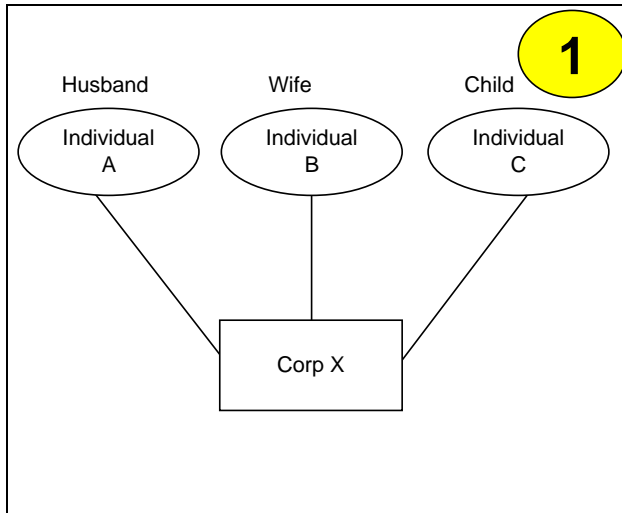 1
Husband
Wife
Child
Individual
A
Individual
B
Individual
C
Corp X